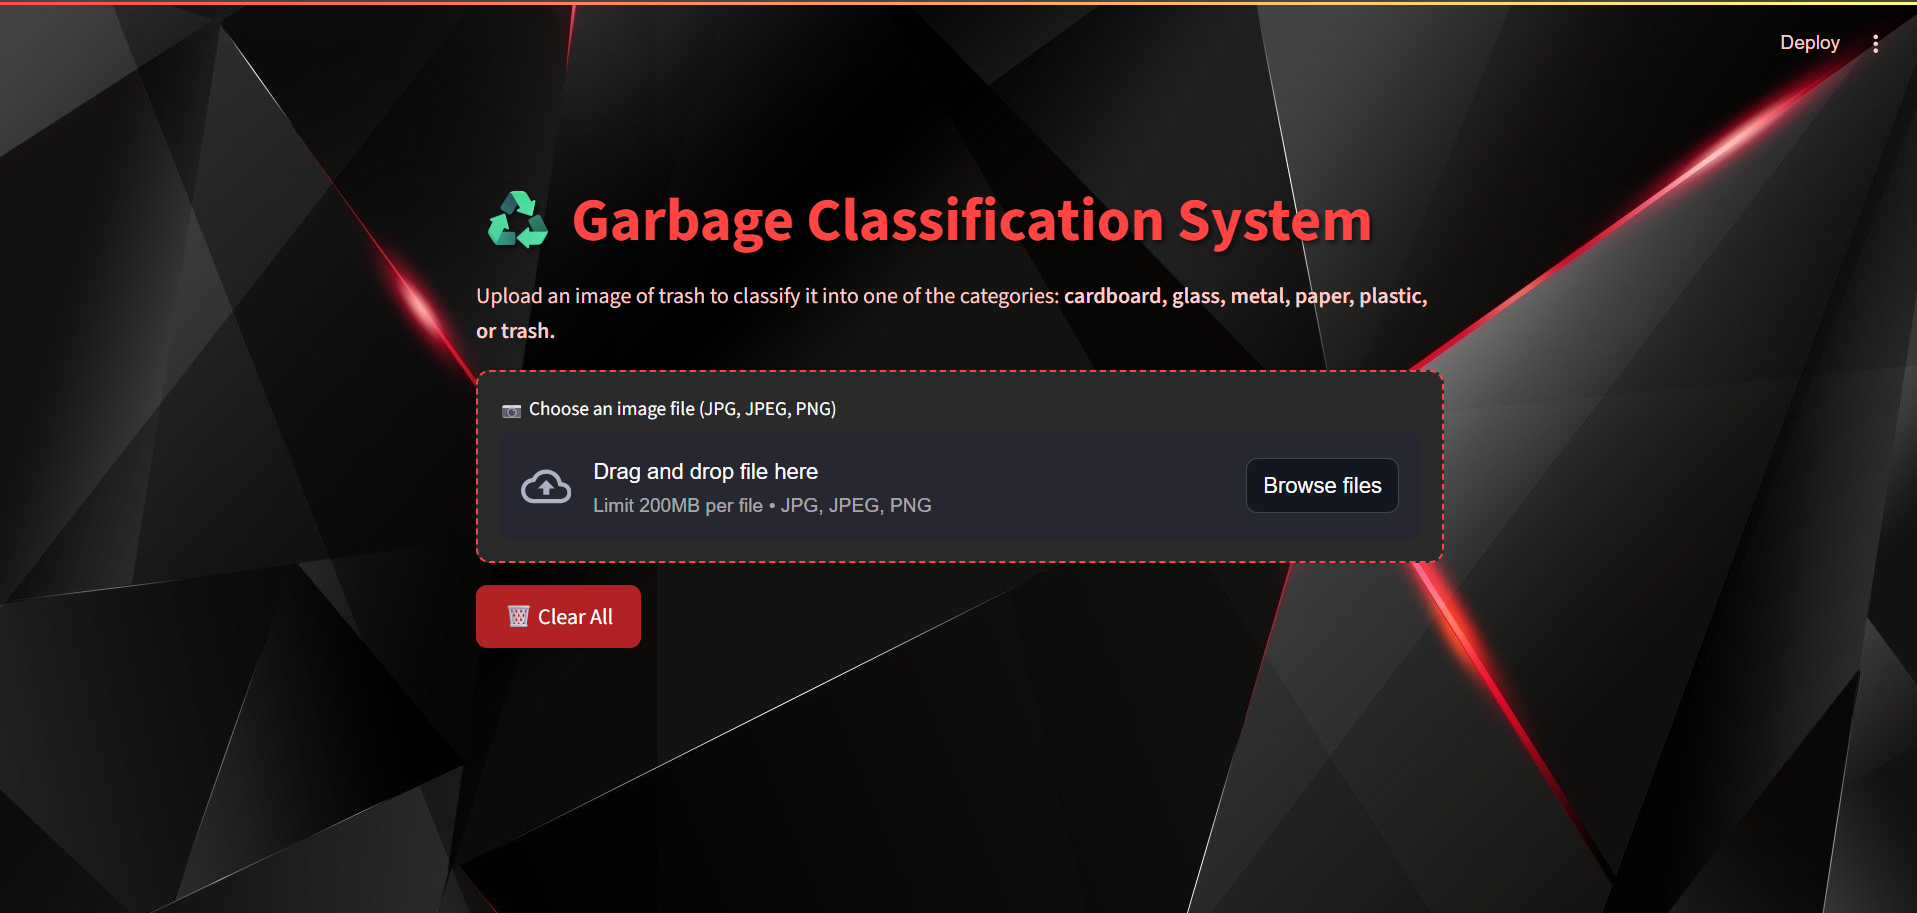 Deploy
Garbage Classification System
Upload an image of trash to classify it into one of the categories: cardboard, glass, metal, paper, plastic,
or trash.
Choose an image file (JPG, JPEG, PNG)
Drag and drop file here
Limit 200MB per file • JPG, JPEG, PNG
Browse files
Clear All